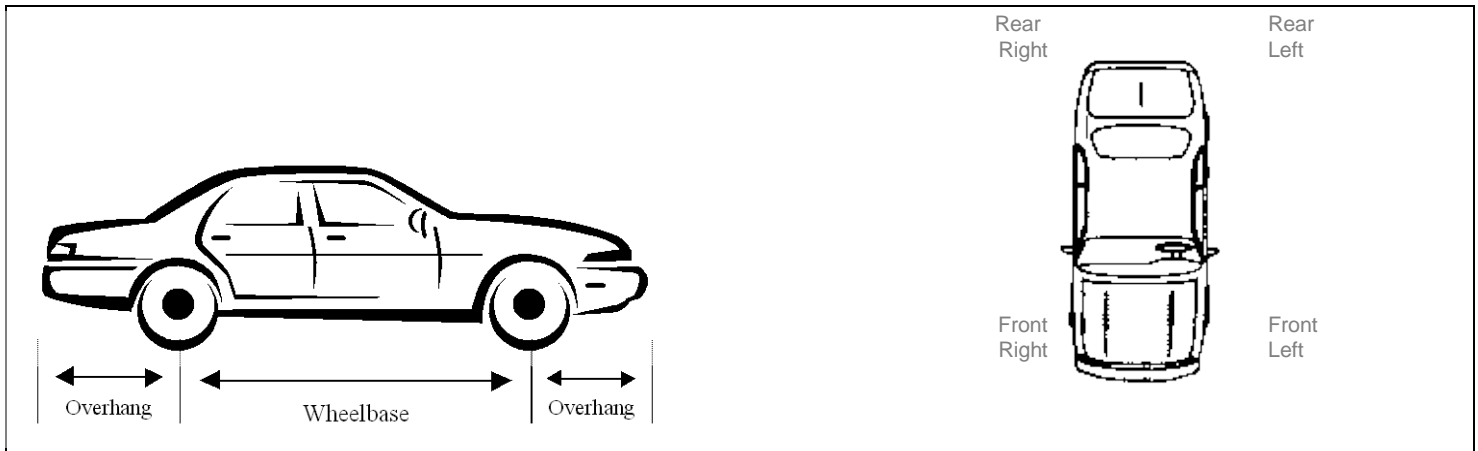 Rear
Right
Rear
Left
Front
Right
Front
Left
Overhang
Wheelbase
Overhang